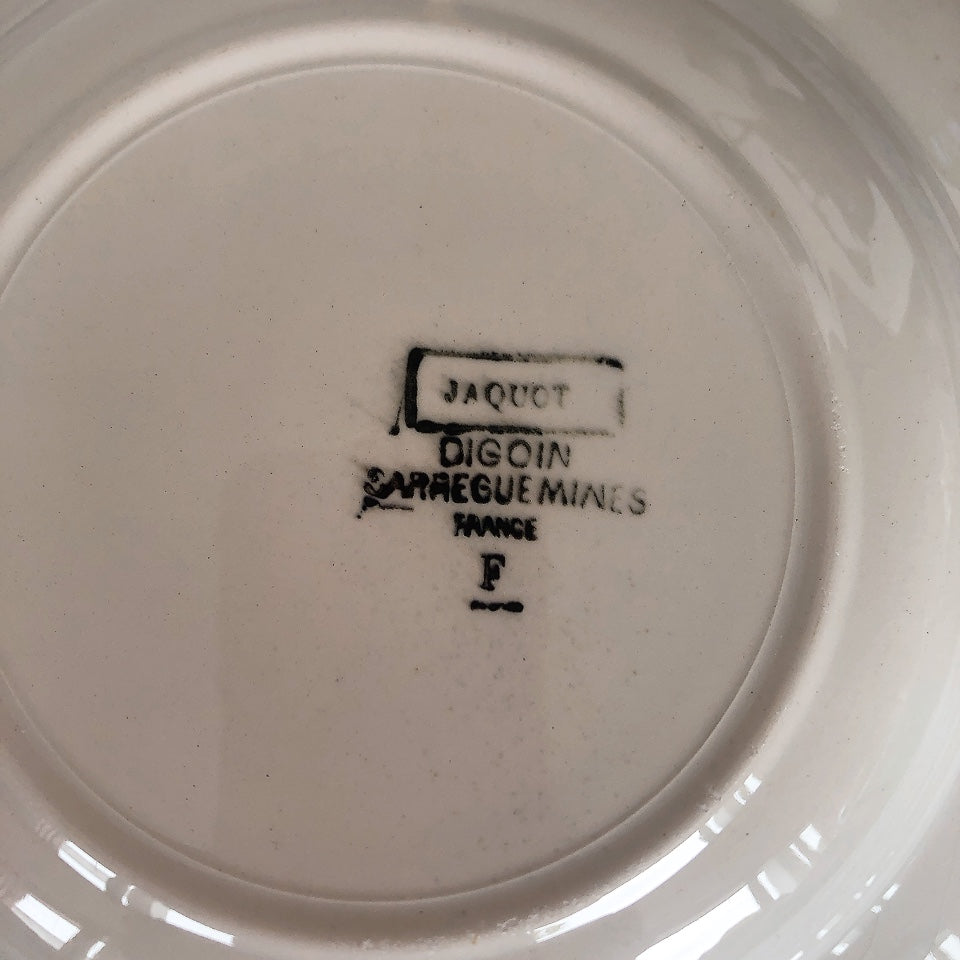 JAQUOT
DIGOIN
SARREGUEMINES
FRANCE
F